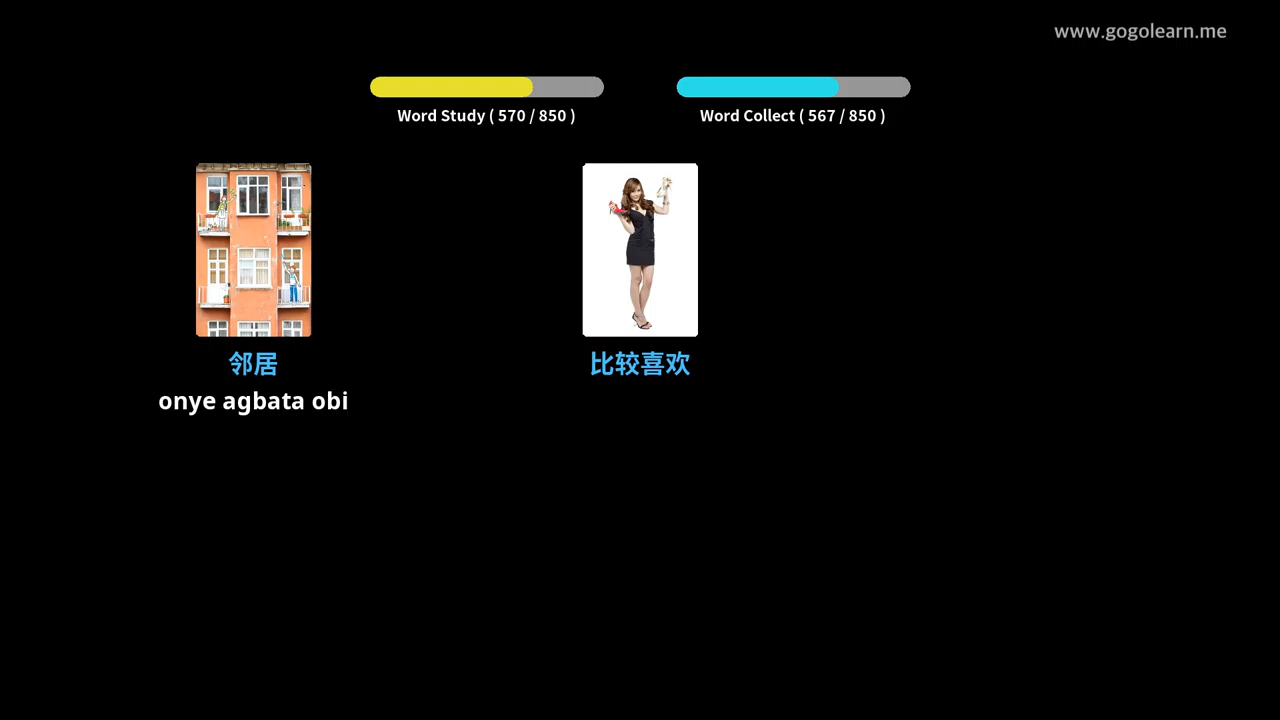 www.gogolearn.me
Word Study ( 570 / 850 )
Word Collect ( 567 / 850 )
邻居
比较喜欢
onye agbata obi